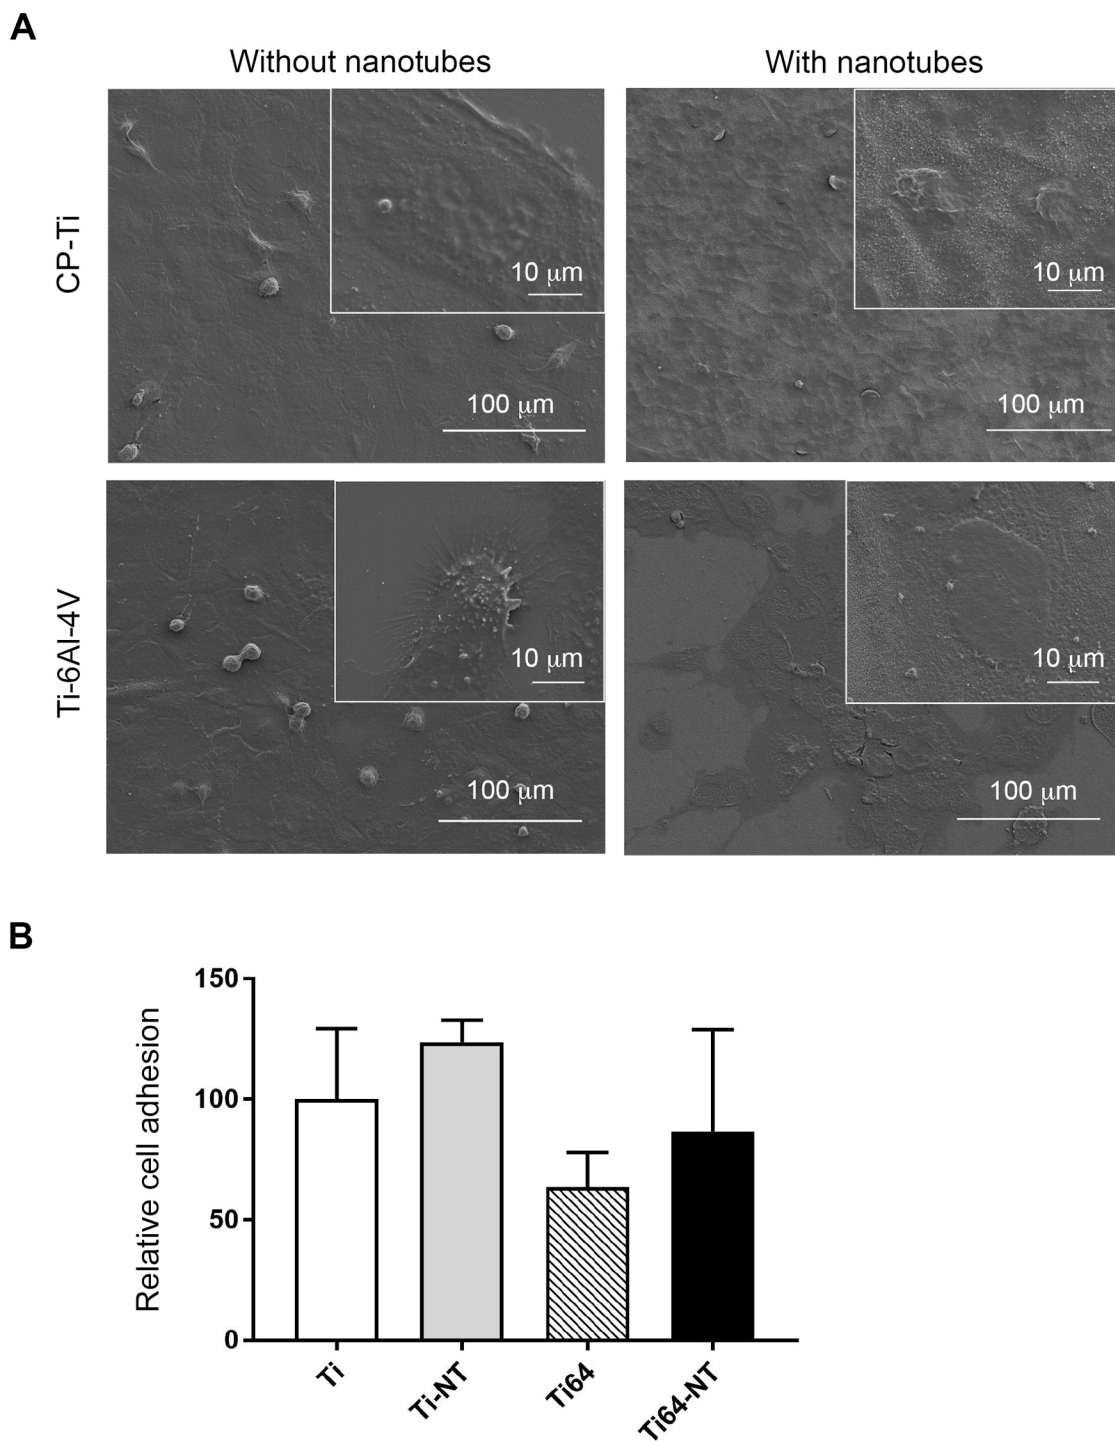 A
Without nanotubes
With nanotubes
CP-Ti
10 μm
100 μm
10 μm
100 μm
Ti-6Al-4V
10 μm
100 μm
10 μm
100 μm
B
Relative cell adhesion
150
100
50
0
Ti
Ti-NT
Ti64
Ti64-NT